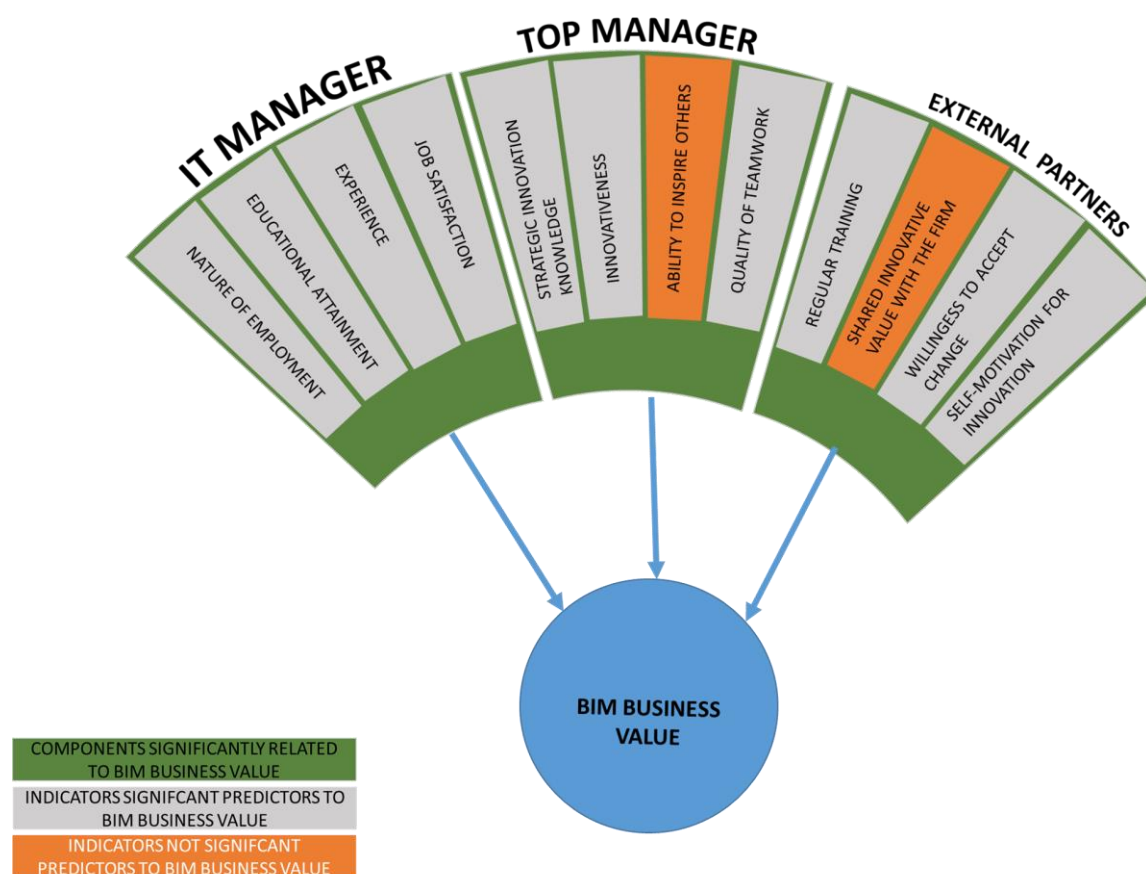 IT MANAGER
NATURE OF EMPLOYMENT
EDUCATIONAL ATTAINMENT
EXPERIENCE
JOB SATISFACTION
TOP MANAGER
STRATEGIC INNOVATION
KNOWLEDGE
INNOVATIVENESS
ABILITY TO INSPIRE OTHERS
QUALITY OF TEAMWORK
EXTERNAL PARTNERS
REGULAR TRAINING
SHARED INNOVATIVE
VALUE WITH THE FIRM
WILLINGESS TO ACCEPT
CHANGE
SELF-MOTIVATION FOR
INNOVATION
BIM BUSINESS
VALUE
COMPONENTS SIGNIFICANTLY RELATED
TO BIM BUSINESS VALUE
INDICATORS SIGNIFCANT PREDICTORS TO
BIM BUSINESS VALUE
INDICATORS NOT SIGNIFCANT
PREDICTORS TO BIM BUSINESS VALUE